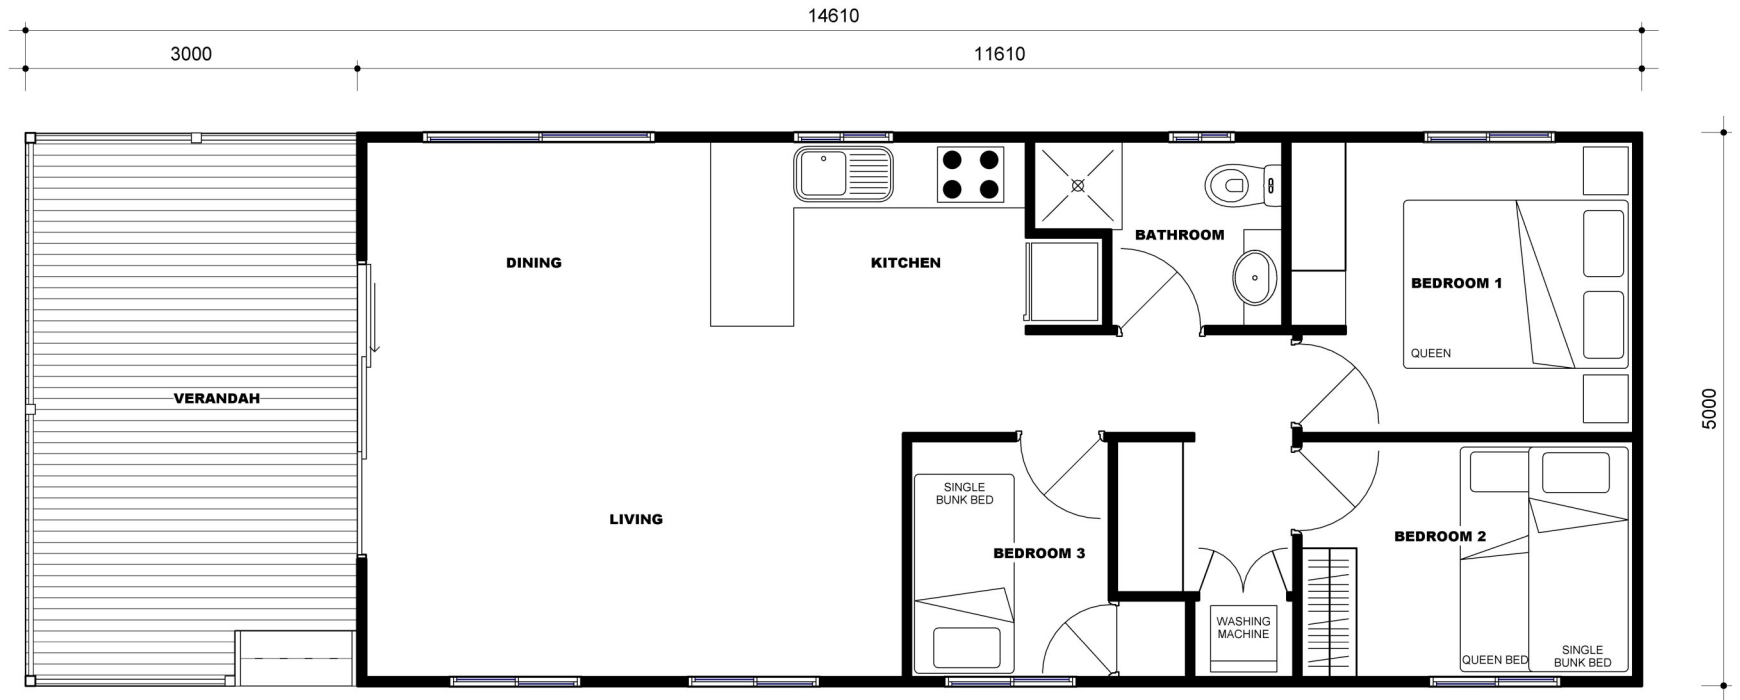 14610
3000
11610
BATHROOM
DINING
KITCHEN
BEDROOM 1
QUEEN
VERANDAH
5000
SINGLE
BUNK BED
LIVING
BEDROOM 3
BEDROOM 2
WASHING
MACHINE
QUEEN BED
SINGLE
BUNK BED